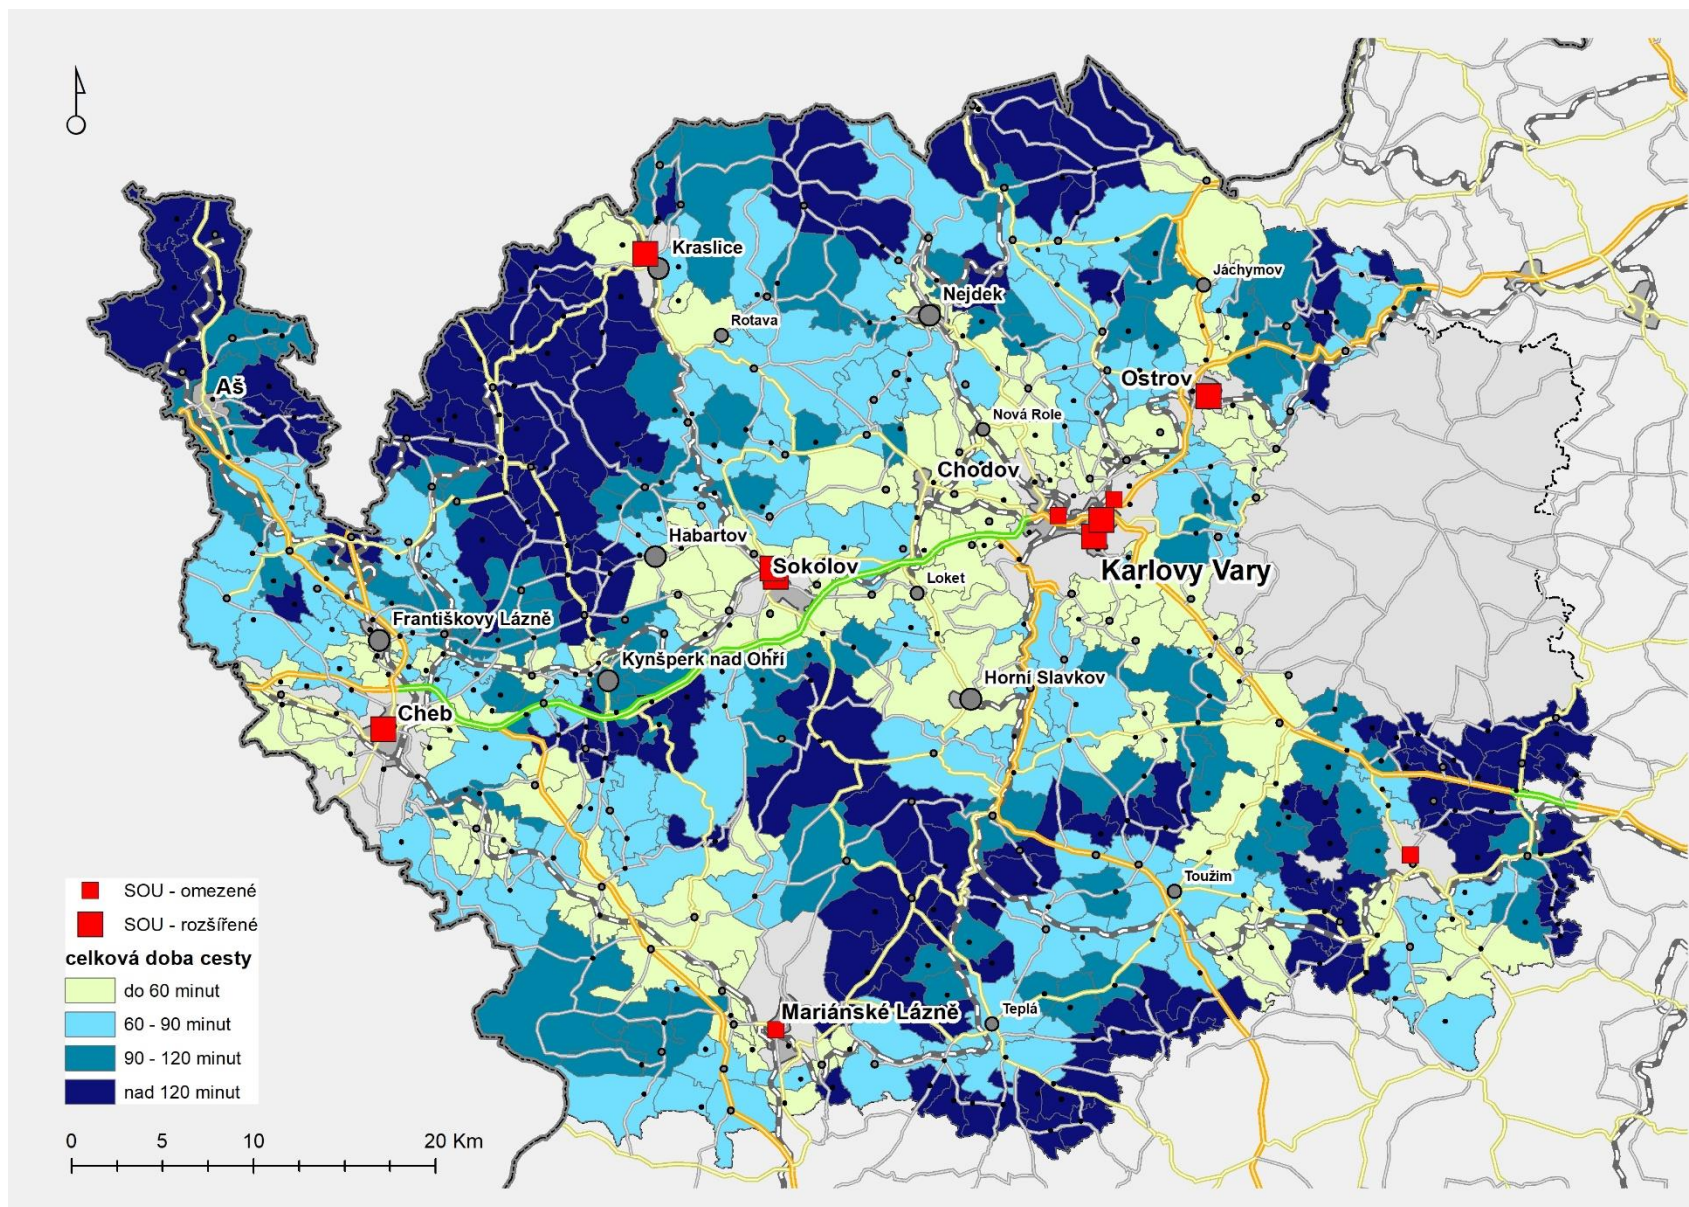 Kraslice
Rotava
Nejdek
Jáchymov
Aš
Ostrov
Nová Role
Chodov
Habartov
Sokolov
Karlovy Vary
Loket
Františkovy Lázně
Kynšperk nad Ohří
Horní Slavkov
Cheb
Toužim
Mariánské Lázně
Teplá
SOU - omezené
SOU - rozšířené
celková doba cesty
do 60 minut
60 - 90 minut
90 - 120 minut
nad 120 minut
0 5 10 20 Km